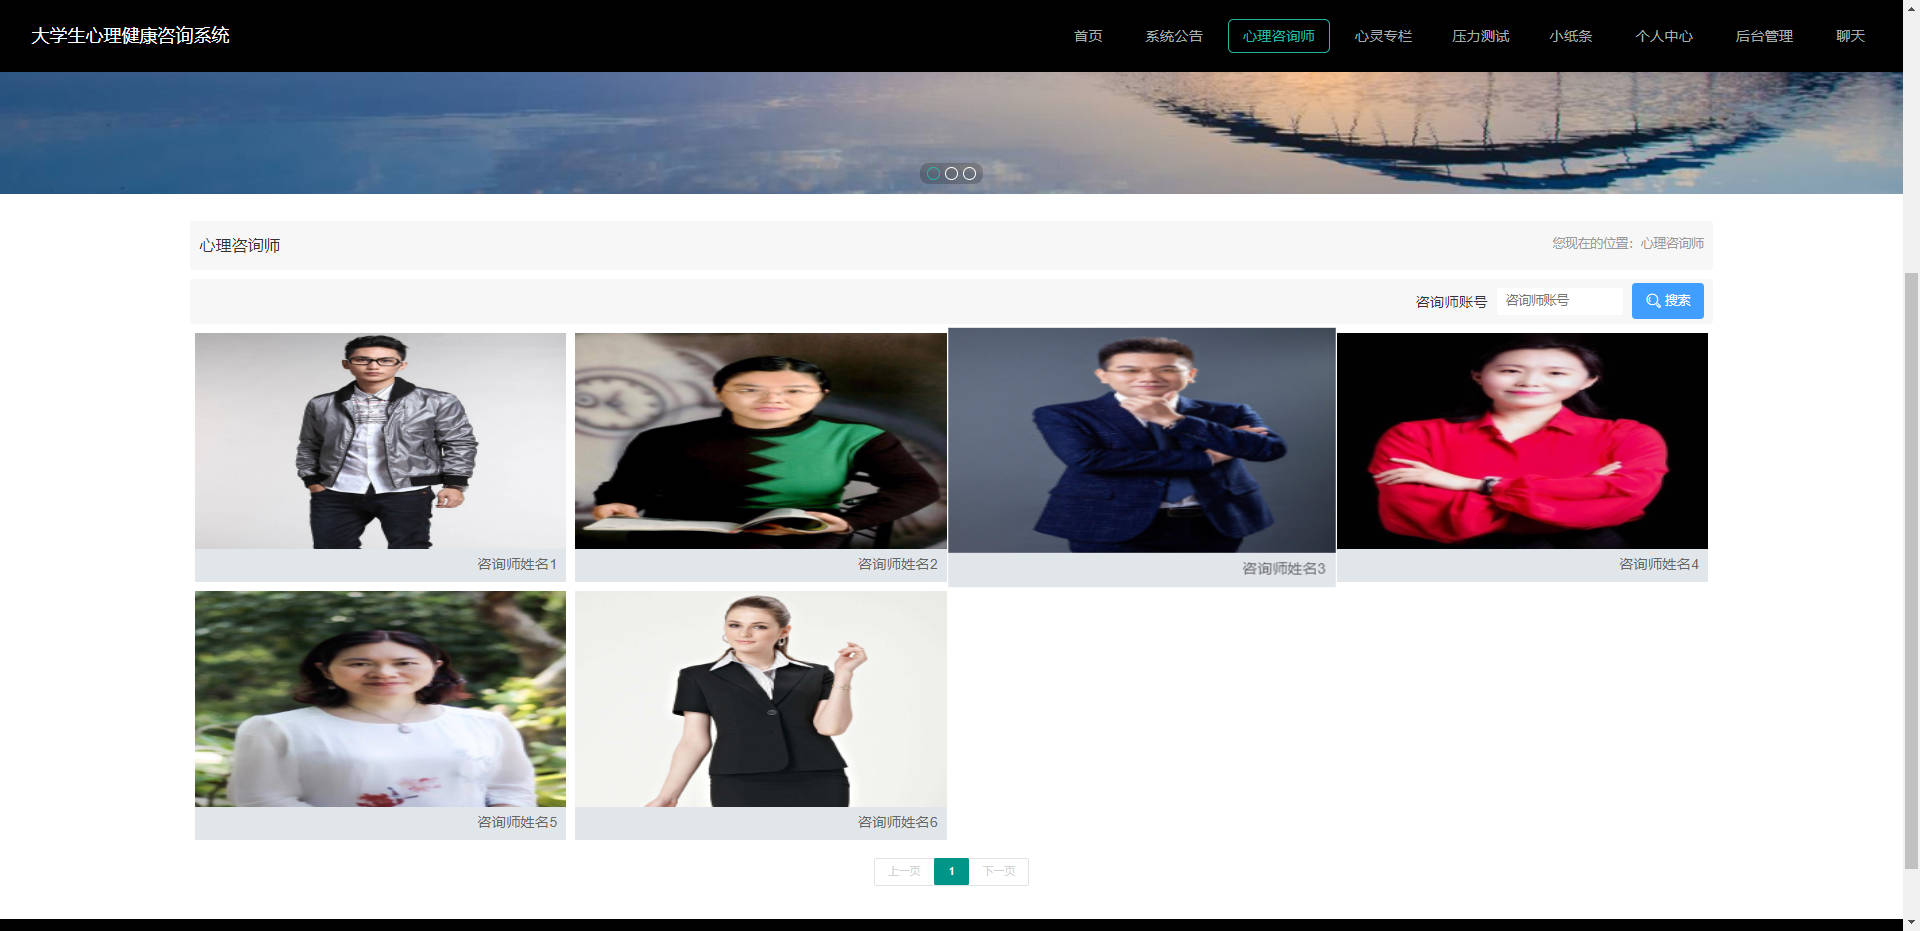 大学生心理健康咨询系统
首页 系统公告 心理咨询师 心灵专栏 压力测试 小纸条 个人中心 后台管理 聊天
心理咨询师
您现在的位置：心理咨询师
咨询师账号 咨询师账号 搜索
咨询师姓名1
咨询师姓名2
咨询师姓名3
咨询师姓名4
咨询师姓名5
咨询师姓名6
上一页 1 下一页